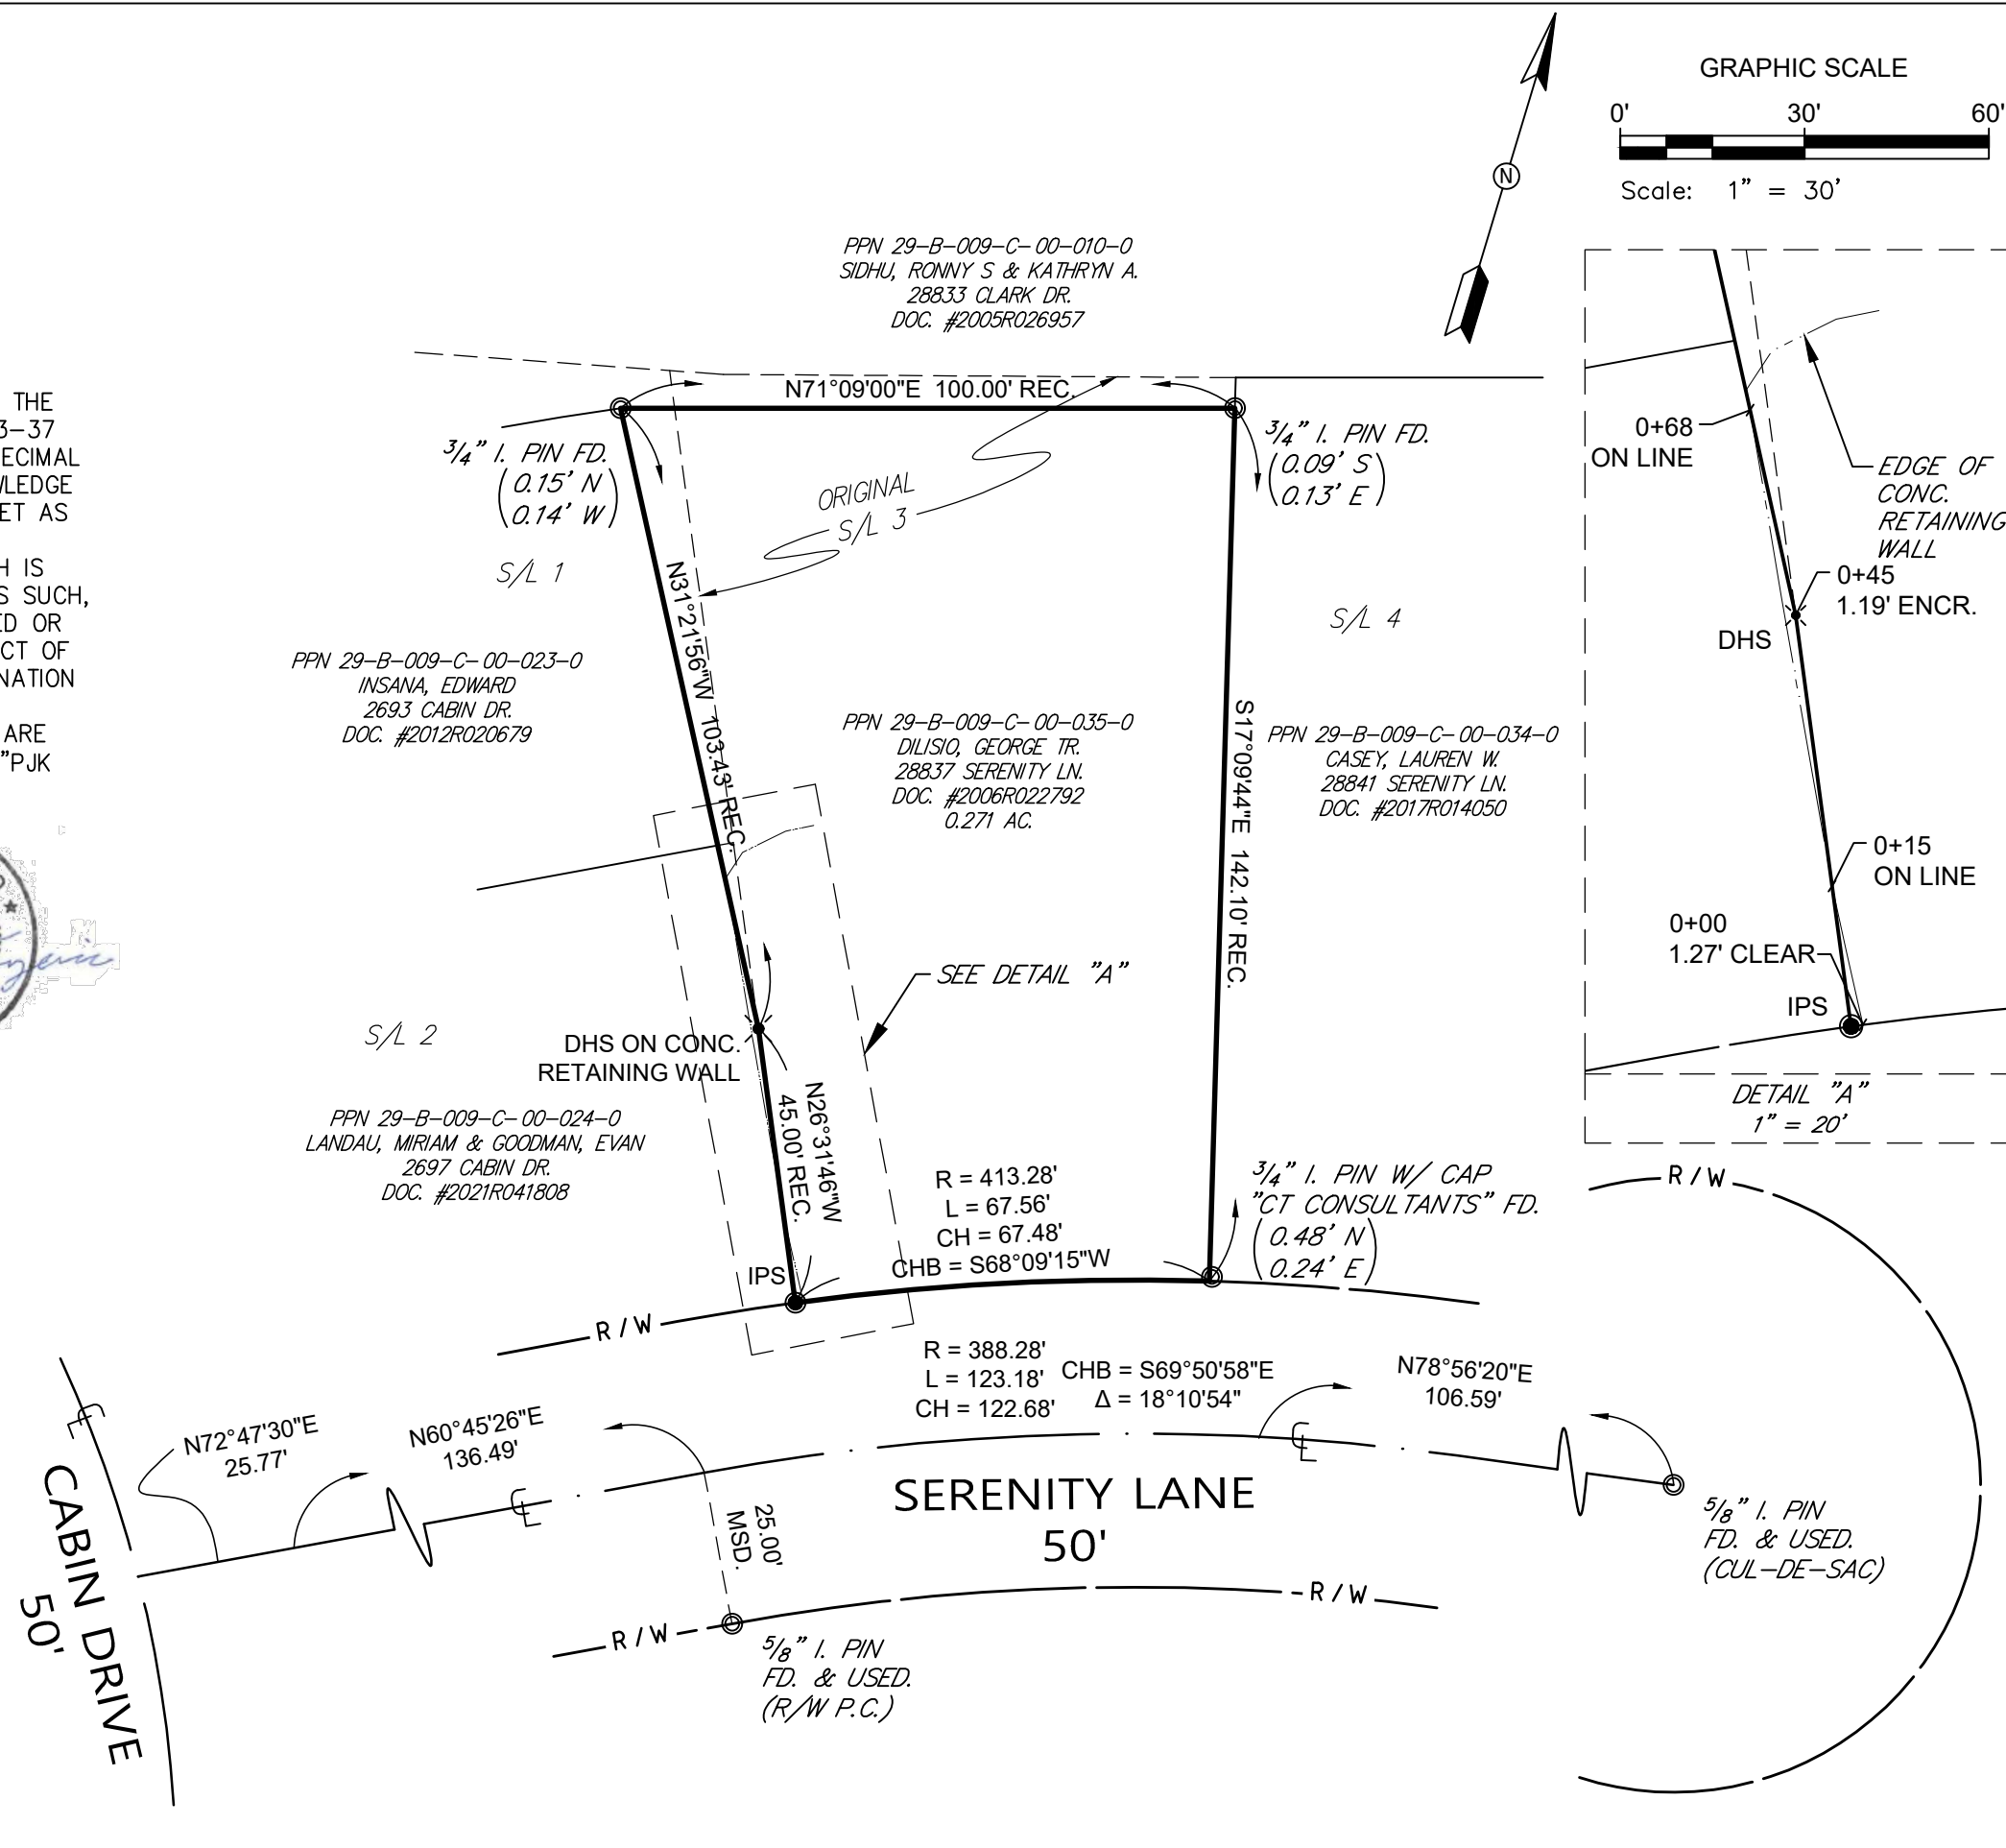 GRAPHIC SCALE
0' 30' 60'
Scale: 1" = 30'
N
PPN 29-B-009-C-00-010-0
SIDHU, RONNY S & KATHRYN A.
28833 CLARK DR.
DOC. #2005R026957
THE
3-37
ECIMAL
LEDGE
ET AS
H IS
S SUCH,
ED OR
CT OF
NATION
ARE
"PJK
N71°09'00"E 100.00' REC.
3/4" I. PIN FD.
(0.15' N
0.14' W)
3/4" I. PIN FD.
(0.09' S
0.13' E)
ORIGINAL
S/L 3
S/L 1
S/L 4
N31°21'56"W 103.43' REC.
PPN 29-B-009-C-00-023-0
INSANA, EDWARD
2693 CABIN DR.
DOC. #2012R020679
PPN 29-B-009-C-00-035-0
DILISIO, GEORGE TR.
28837 SERENITY LN.
DOC. #2006R022792
0.271 AC.
S17°09'44"E 142.10' REC.
PPN 29-B-009-C-00-034-0
CASEY, LAUREN W.
28841 SERENITY LN.
DOC. #2017R014050
SEE DETAIL "A"
S/L 2
DHS ON CONC.
RETAINING WALL
N26°31'46"W
45.00' REC.
PPN 29-B-009-C-00-024-0
LANDAU, MIRIAM & GOODMAN, EVAN
2697 CABIN DR.
DOC. #2021R041808
R = 413.28'
L = 67.56'
CH = 67.48'
CHB = S68°09'15"W
3/4" I. PIN W/ CAP
"CT CONSULTANTS" FD.
(0.48' N
0.24' E)
IPS
R/W
0+68
ON LINE
EDGE OF
CONC.
RETAINING
WALL
0+45
1.19' ENCR.
DHS
0+15
ON LINE
0+00
1.27' CLEAR
IPS
DETAIL "A"
1" = 20'
R/W
R = 388.28'
L = 123.18'
CH = 122.68'
CHB = S69°50'58"E
Δ = 18°10'54"
N78°56'20"E
106.59'
N72°47'30"E
25.77'
N60°45'26"E
136.49'
CL
CL
CL
SERENITY LANE
50'
25.00'
MSD.
5/8" I. PIN
FD. & USED.
(CUL-DE-SAC)
CABIN DRIVE
50'
R/W
R/W
5/8" I. PIN
FD. & USED.
(R/W P.C.)